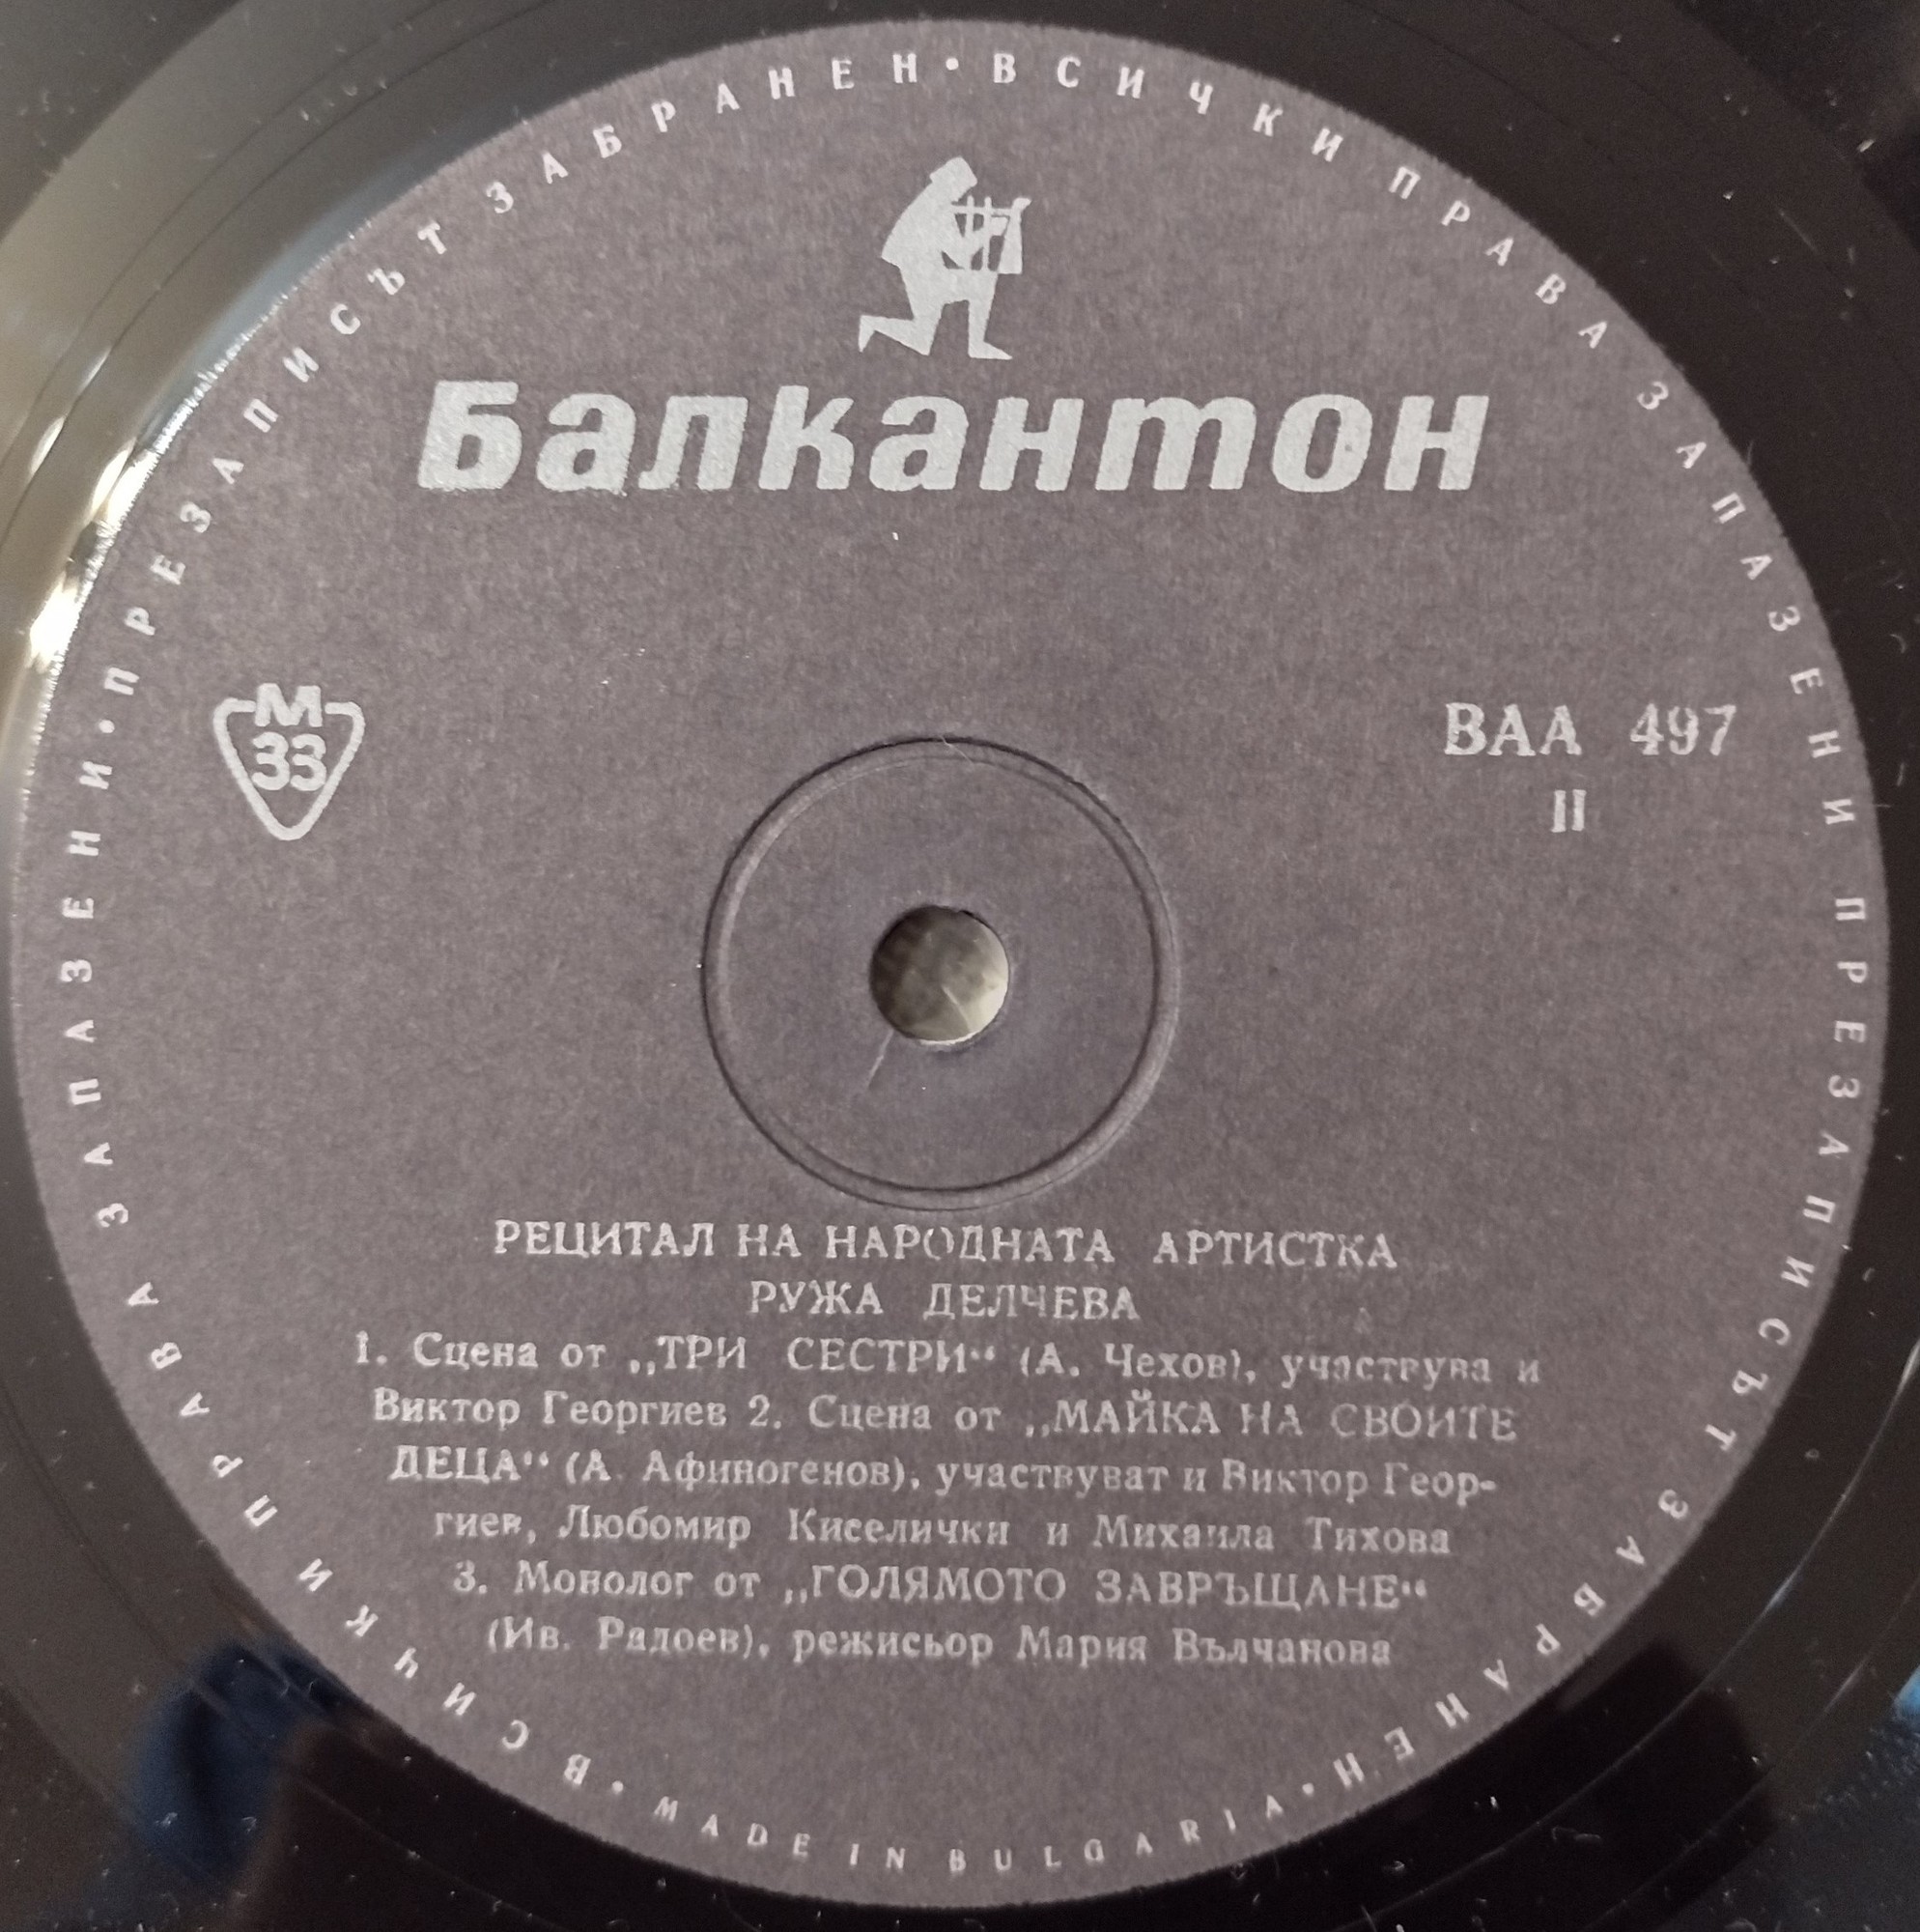 ВСИЧКИ ПРАВА ЗАПАЗЕНИ • ПРЕЗАПИСЪТ ЗАБРАНЕН • ВСИЧКИ ПРАВА ЗАПАЗЕНИ ПРЕЗАПИСЪТ ЗАБРАНЕН •
Балкантон
М
33
ВАА 497
II
РЕЦИТАЛ НА НАРОДНАТА АРТИСТКА
РУЖА ДЕЛЧЕВА
1. Сцена от „ТРИ СЕСТРИ“ (А. Чехов), участвува и
Виктор Георгиев 2. Сцена от „МАЙКА НА СВОИТЕ
ДЕЦА“ (А. Афиногенов), участвуват и Виктор Геор-
гиев, Любомир Киселички и Михаила Тихова
3. Монолог от „ГОЛЯМОТО ЗАВРЪЩАНЕ“
(Ив. Радоев), режисьор Мария Вълчанова
MADE IN BULGARIA